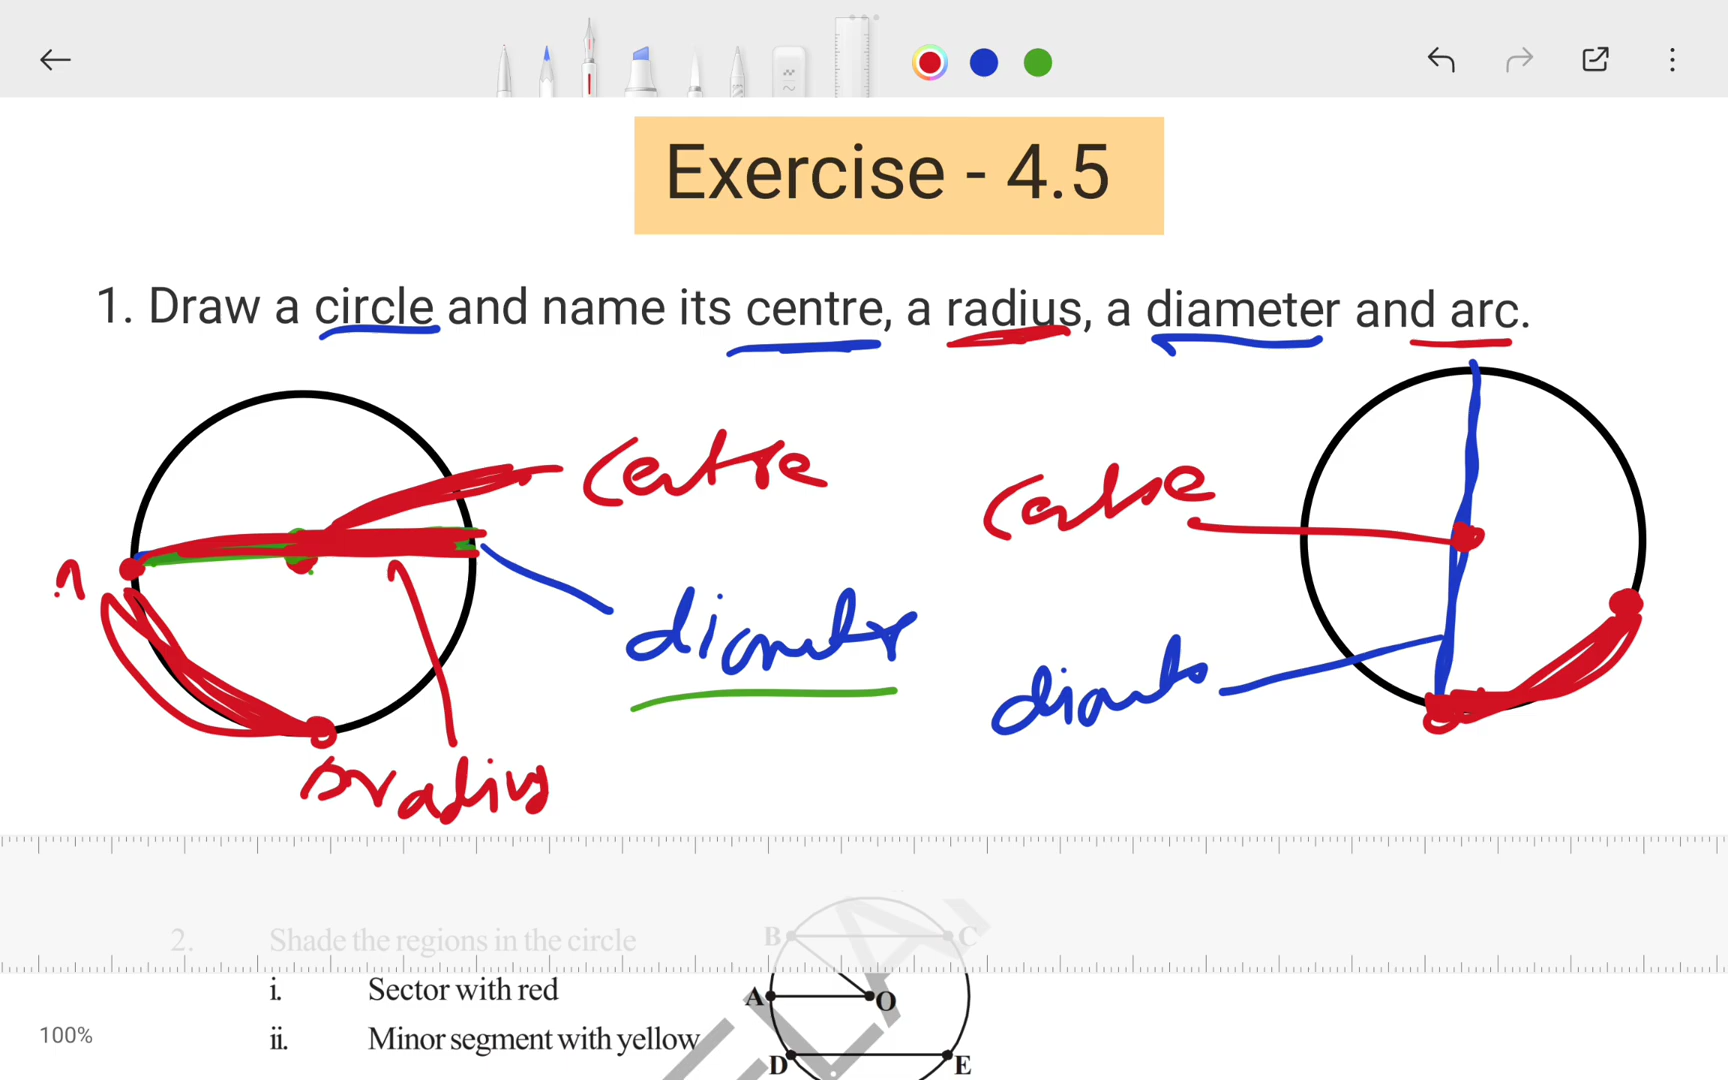 Exercise - 4.5
1. Draw a circle and name its centre, a radius, a diameter and arc.
Centre
Centre
diameter
radius
2. Shade the regions in the circle
B C
i. Sector with red
A O
ii. Minor segment with yellow
D E
100%